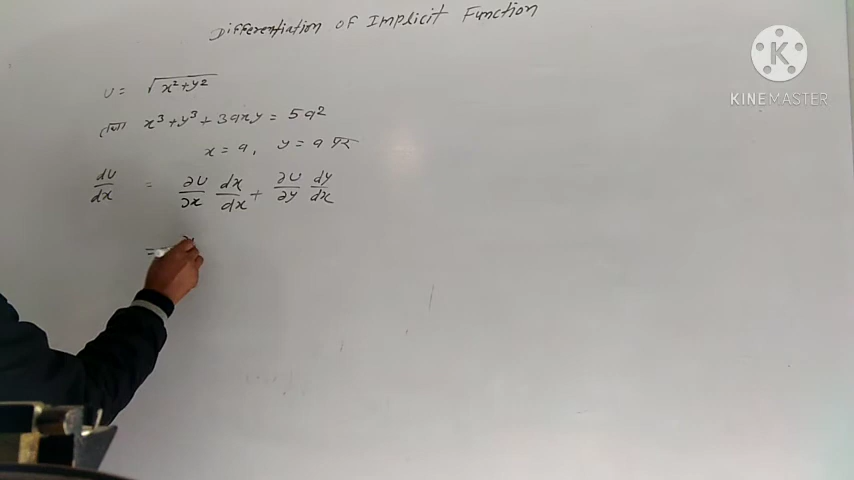 Differentiation of Implicit Function
U = √x²+y²
तथा x³+y³+3axy = 5a²
x = a, y = a पर
dU/dx = ∂U/∂x dx/dx + ∂U/∂y dy/dx
=
KINEMASTER